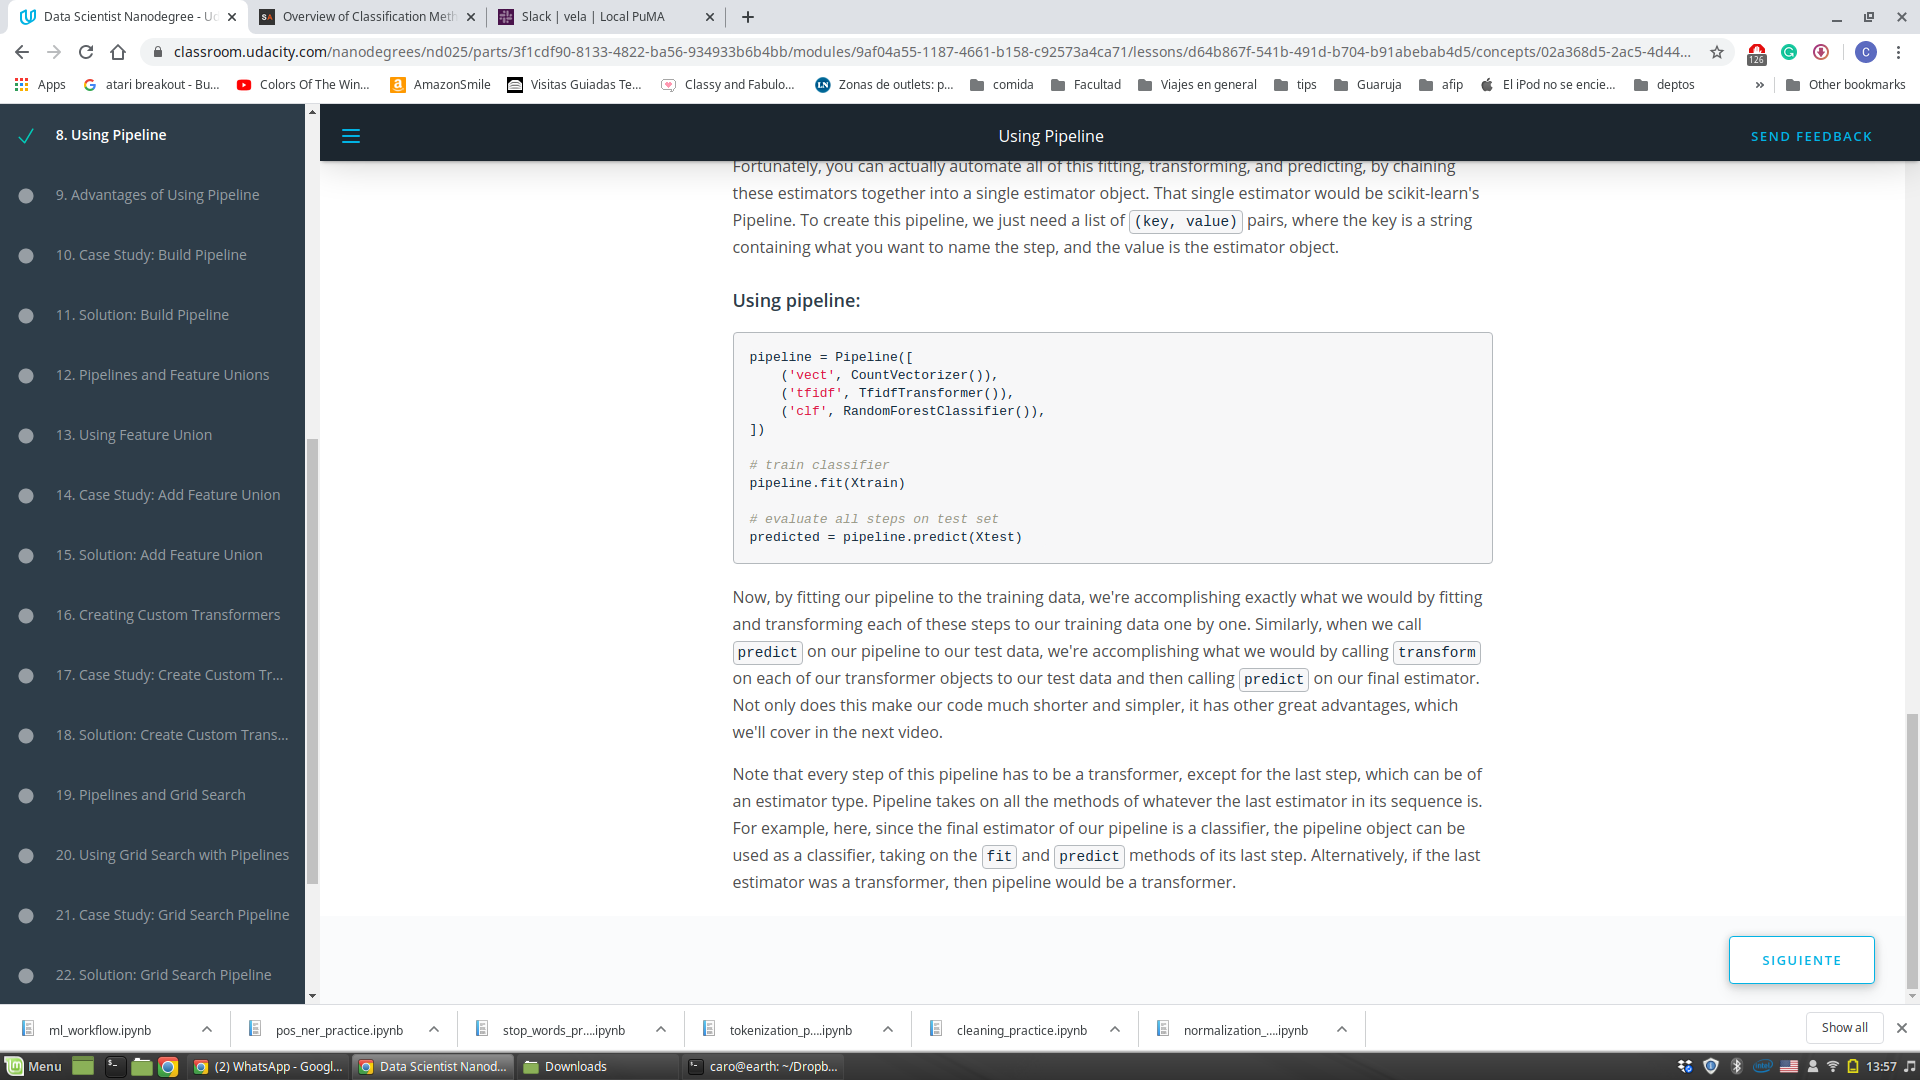 Data Scientist Nanodegree - Ud
Overview of Classification Meth
Slack | vela | Local PuMA
classroom.udacity.com/nanodegrees/nd025/parts/3f1cdf90-8133-4822-ba56-934933b6b4bb/modules/9af04a55-1187-4661-b158-c92573a4ca71/lessons/d64b867f-541b-491d-b704-b91abebab4d5/concepts/02a368d5-2ac5-4d44...
126
C
Apps
atari breakout - Bu...
Colors Of The Win...
AmazonSmile
Visitas Guiadas Te...
Classy and Fabulo...
Zonas de outlets: p...
comida
Facultad
Viajes en general
tips
Guaruja
afip
El iPod no se encie...
deptos
»
Other bookmarks
8. Using Pipeline
9. Advantages of Using Pipeline
10. Case Study: Build Pipeline
11. Solution: Build Pipeline
12. Pipelines and Feature Unions
13. Using Feature Union
14. Case Study: Add Feature Union
15. Solution: Add Feature Union
16. Creating Custom Transformers
17. Case Study: Create Custom Tr...
18. Solution: Create Custom Trans...
19. Pipelines and Grid Search
20. Using Grid Search with Pipelines
21. Case Study: Grid Search Pipeline
22. Solution: Grid Search Pipeline
Using Pipeline
SEND FEEDBACK
Fortunately, you can actually automate all of this fitting, transforming, and predicting, by chaining
these estimators together into a single estimator object. That single estimator would be scikit-learn's
Pipeline. To create this pipeline, we just need a list of (key, value) pairs, where the key is a string
containing what you want to name the step, and the value is the estimator object.
Using pipeline:
pipeline = Pipeline([
('vect', CountVectorizer()),
('tfidf', TfidfTransformer()),
('clf', RandomForestClassifier()),
])
# train classifier
pipeline.fit(Xtrain)
# evaluate all steps on test set
predicted = pipeline.predict(Xtest)
Now, by fitting our pipeline to the training data, we're accomplishing exactly what we would by fitting
and transforming each of these steps to our training data one by one. Similarly, when we call
predict on our pipeline to our test data, we're accomplishing what we would by calling transform
on each of our transformer objects to our test data and then calling predict on our final estimator.
Not only does this make our code much shorter and simpler, it has other great advantages, which
we'll cover in the next video.
Note that every step of this pipeline has to be a transformer, except for the last step, which can be of
an estimator type. Pipeline takes on all the methods of whatever the last estimator in its sequence is.
For example, here, since the final estimator of our pipeline is a classifier, the pipeline object can be
used as a classifier, taking on the fit and predict methods of its last step. Alternatively, if the last
estimator was a transformer, then pipeline would be a transformer.
SIGUIENTE
ml_workflow.ipynb
pos_ner_practice.ipynb
stop_words_pr....ipynb
tokenization_p....ipynb
cleaning_practice.ipynb
normalization_....ipynb
Show all
Menu
(2) WhatsApp - Googl...
Data Scientist Nanod...
Downloads
caro@earth: ~/Dropb...
13:57